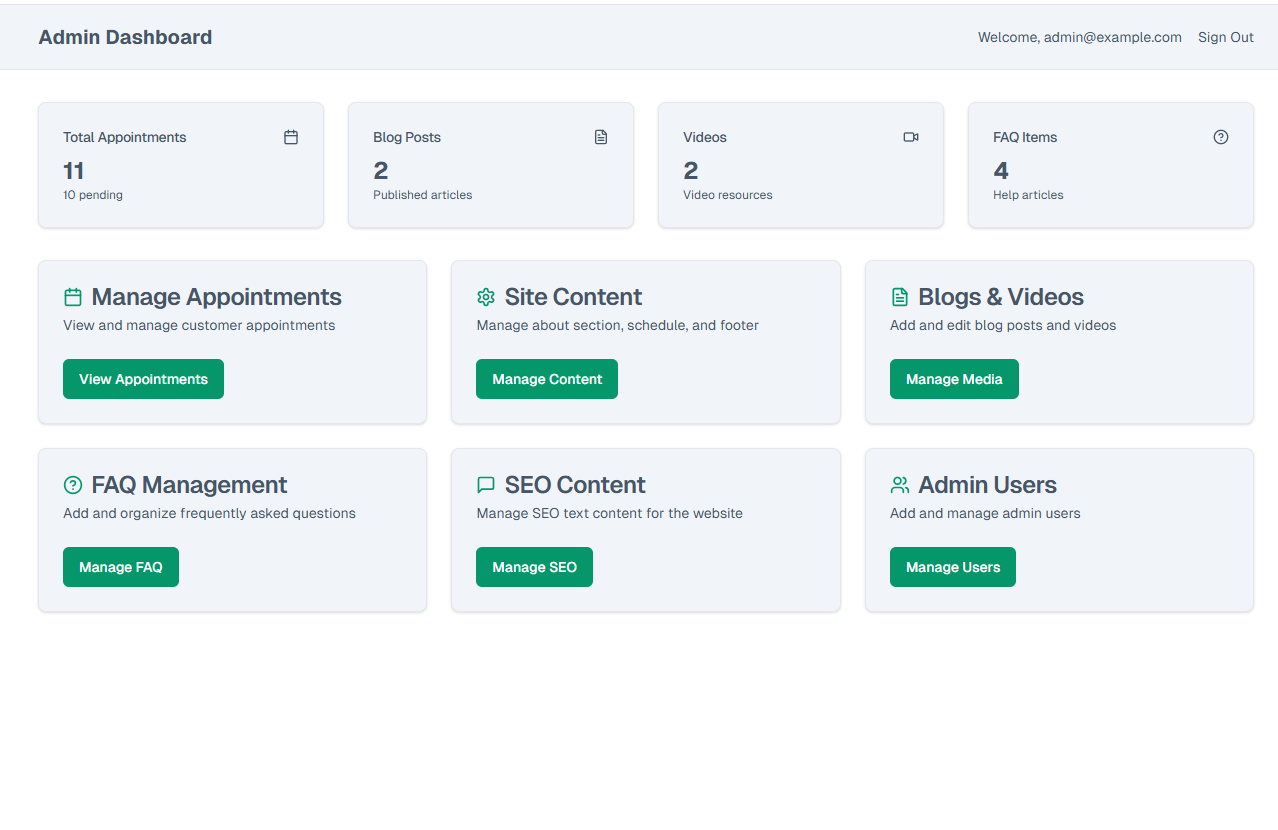 Admin Dashboard
Welcome, admin@example.com Sign Out
Total Appointments
11
10 pending
Blog Posts
2
Published articles
Videos
2
Video resources
FAQ Items
4
Help articles
Manage Appointments
View and manage customer appointments
View Appointments
Site Content
Manage about section, schedule, and footer
Manage Content
Blogs & Videos
Add and edit blog posts and videos
Manage Media
FAQ Management
Add and organize frequently asked questions
Manage FAQ
SEO Content
Manage SEO text content for the website
Manage SEO
Admin Users
Add and manage admin users
Manage Users